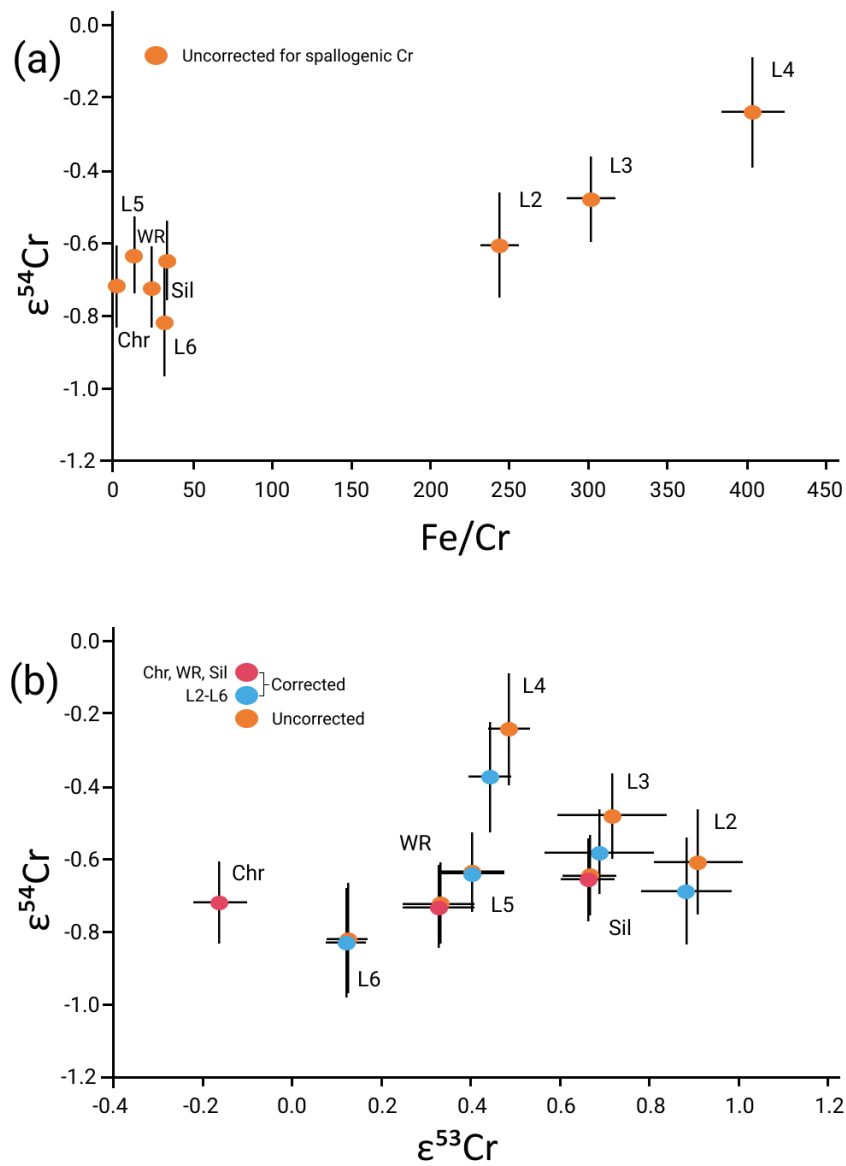 (a)
Uncorrected for spallogenic Cr
0.0
-0.2
-0.4
-0.6
-0.8
-1.0
-1.2
ε⁵⁴Cr
L4
L3
L2
L5
WR
Sil
Chr
L6
0 50 100 150 200 250 300 350 400 450
Fe/Cr
(b)
Chr, WR, Sil
L2-L6
Corrected
Uncorrected
0.0
-0.2
-0.4
-0.6
-0.8
-1.0
-1.2
ε⁵⁴Cr
L4
L3
L2
WR
Chr
L5
Sil
L6
-0.4 -0.2 0.0 0.2 0.4 0.6 0.8 1.0 1.2
ε⁵³Cr